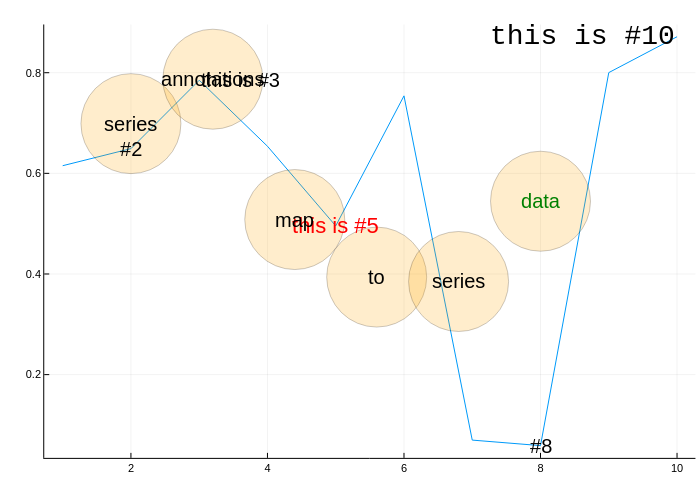 this is #10
0.8
annotations
this is #3
series
#2
0.6
data
map
this is #5
to
series
0.4
0.2
#8
2
4
6
8
10